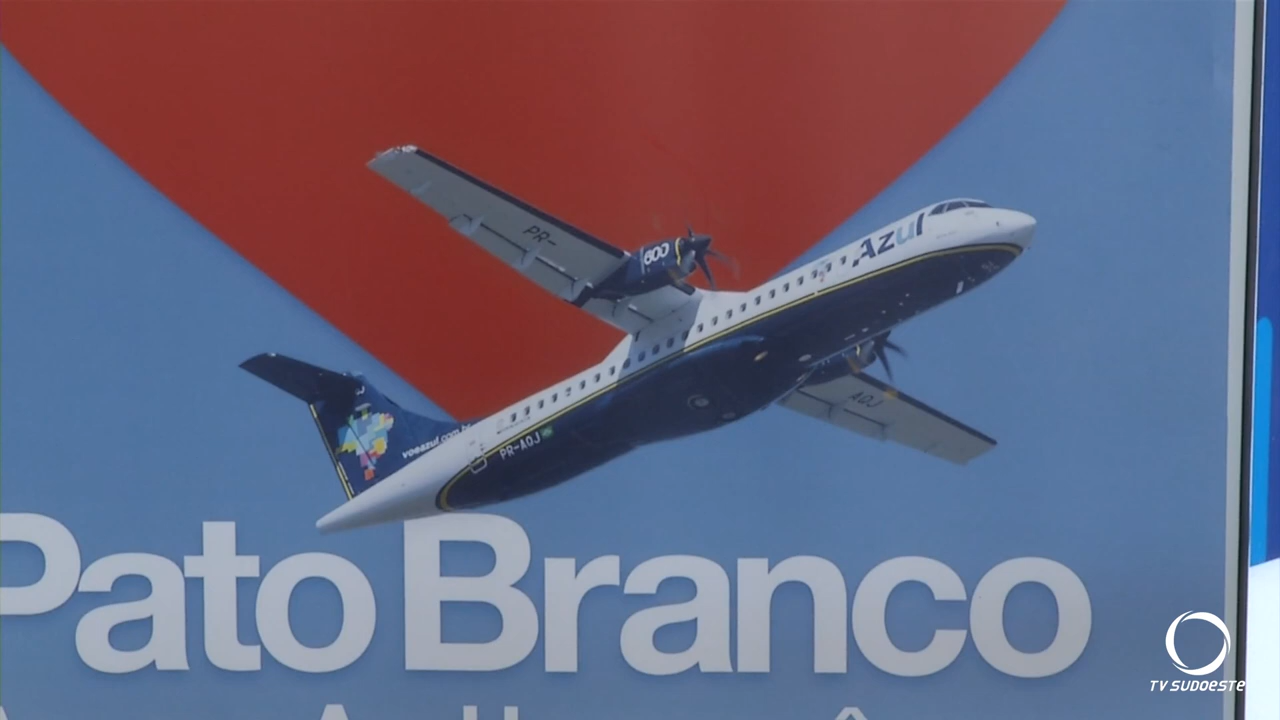 PR-
600
Azul
AQJ
voeazul.com.br
PR-AQJ
Pato Branco
TV SUDOESTE